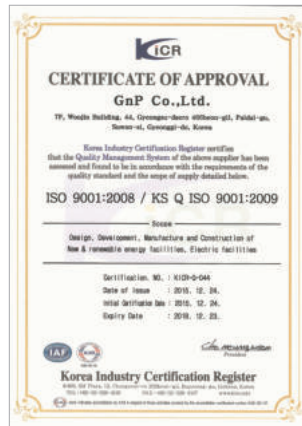 KICR
CERTIFICATE OF APPROVAL
GnP Co.,Ltd.
7F, Woojin Building, 44, Gyeongsu-daero
Suwon-si, Gyeonggi-do, Korea
Korea Industry Certification Register certifies
that the Quality Management System of the above supplier has been
assessed and found to be in accordance with the requirements of the
quality standard and the scope of supply detailed below.
ISO 9001:2008 / KS Q ISO 9001:2009
Scope
Design, Development, Manufacture and Construction of
New & renewable energy facilities, Electric facilities
Certification. NO. : KICR-Q-044
Date of Issue : 2015. 12. 24.
Initial Certification Date : 2015. 12. 24.
Expiry Date : 2018. 12. 23.
IAF
President
Korea Industry Certification Register